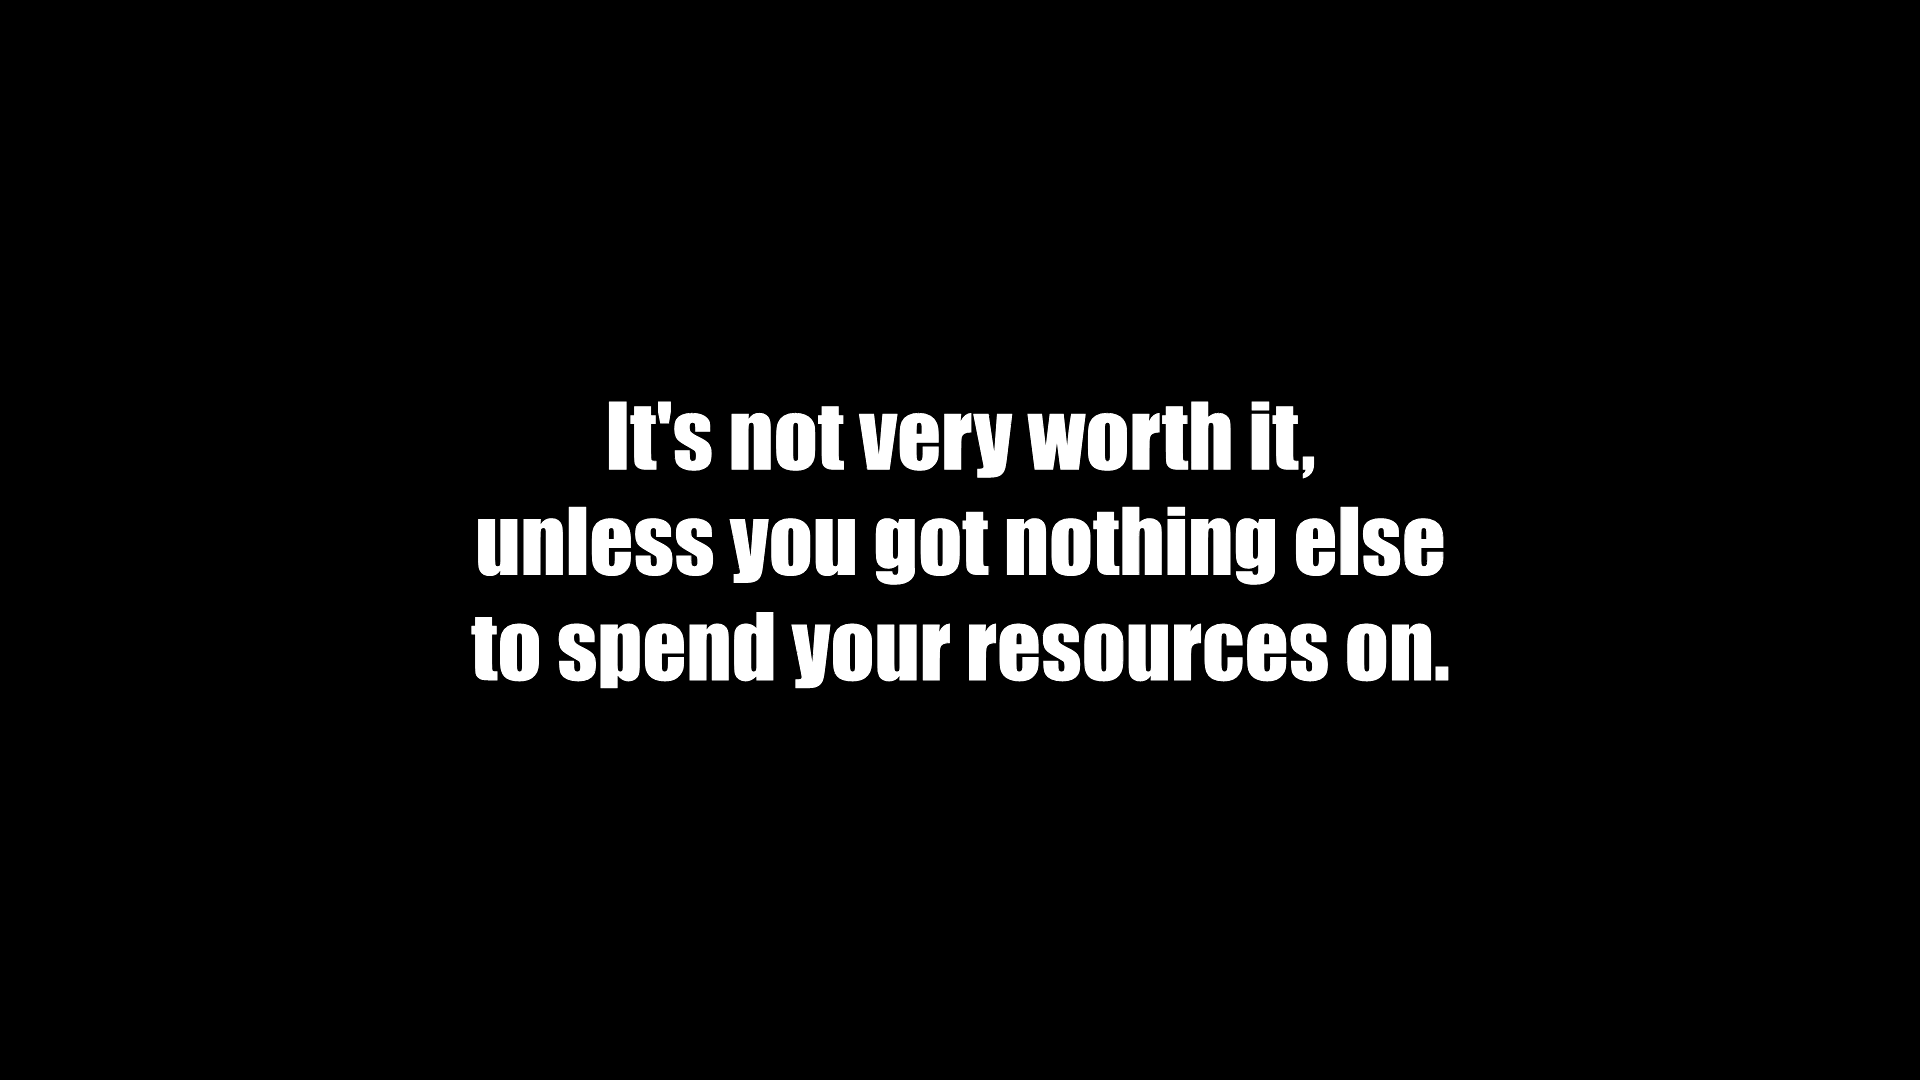 It's not very worth it,
unless you got nothing else
to spend your resources on.